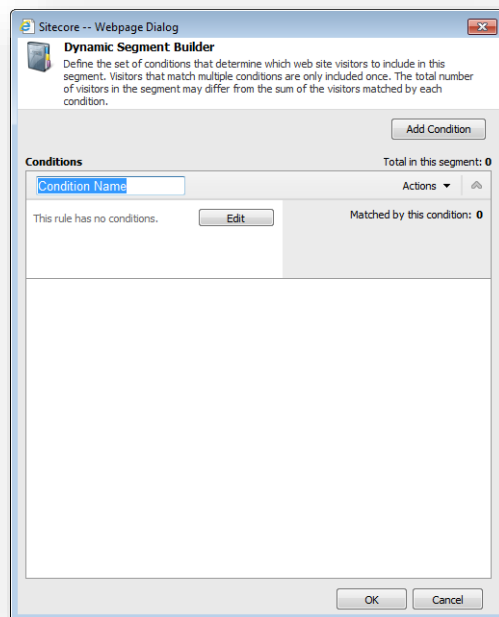 Sitecore -- Webpage Dialog
Dynamic Segment Builder
Define the set of conditions that determine which web site visitors to include in this
segment. Visitors that match multiple conditions are only included once. The total number
of visitors in the segment may differ from the sum of the visitors matched by each
condition.
Add Condition
Conditions Total in this segment: 0
Condition Name Actions
This rule has no conditions. Edit Matched by this condition: 0
OK Cancel